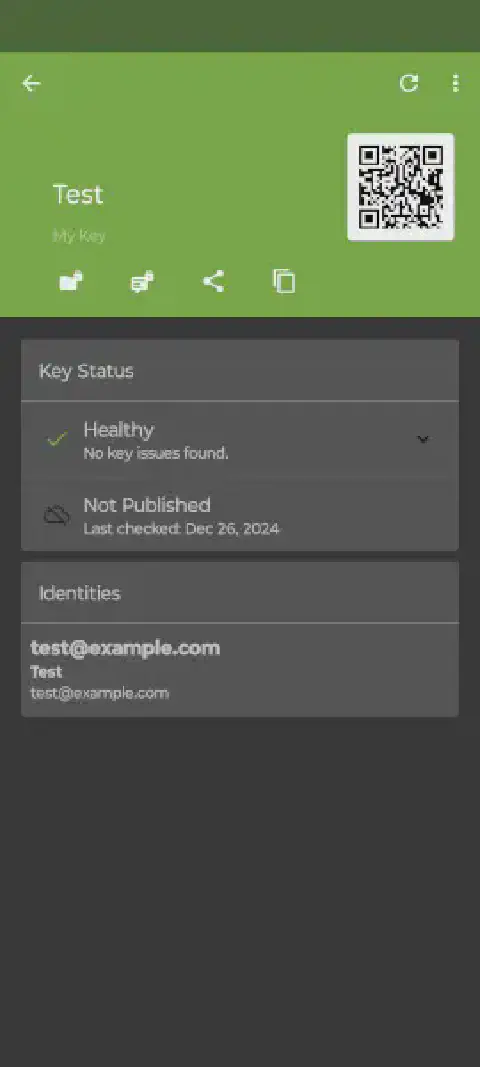 Test
My Key
Key Status
Healthy
No key issues found.
Not Published
Last checked: Dec 26, 2024
Identities
test@example.com
Test
test@example.com